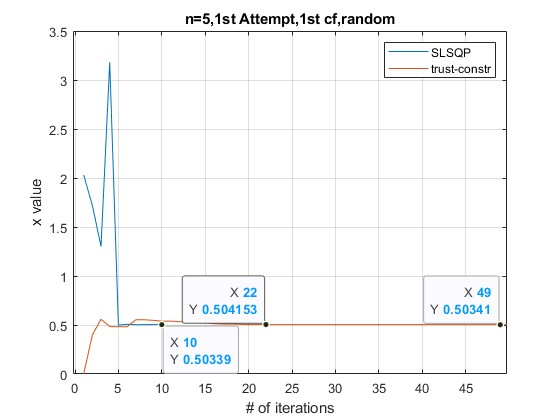 n=5,1st Attempt,1st cf,random
3.5
3
2.5
2
1.5
1
0.5
0
x value
SLSQP
trust-constr
X 22
Y 0.504153
X 49
Y 0.50341
X 10
Y 0.50339
0 5 10 15 20 25 30 35 40 45
# of iterations